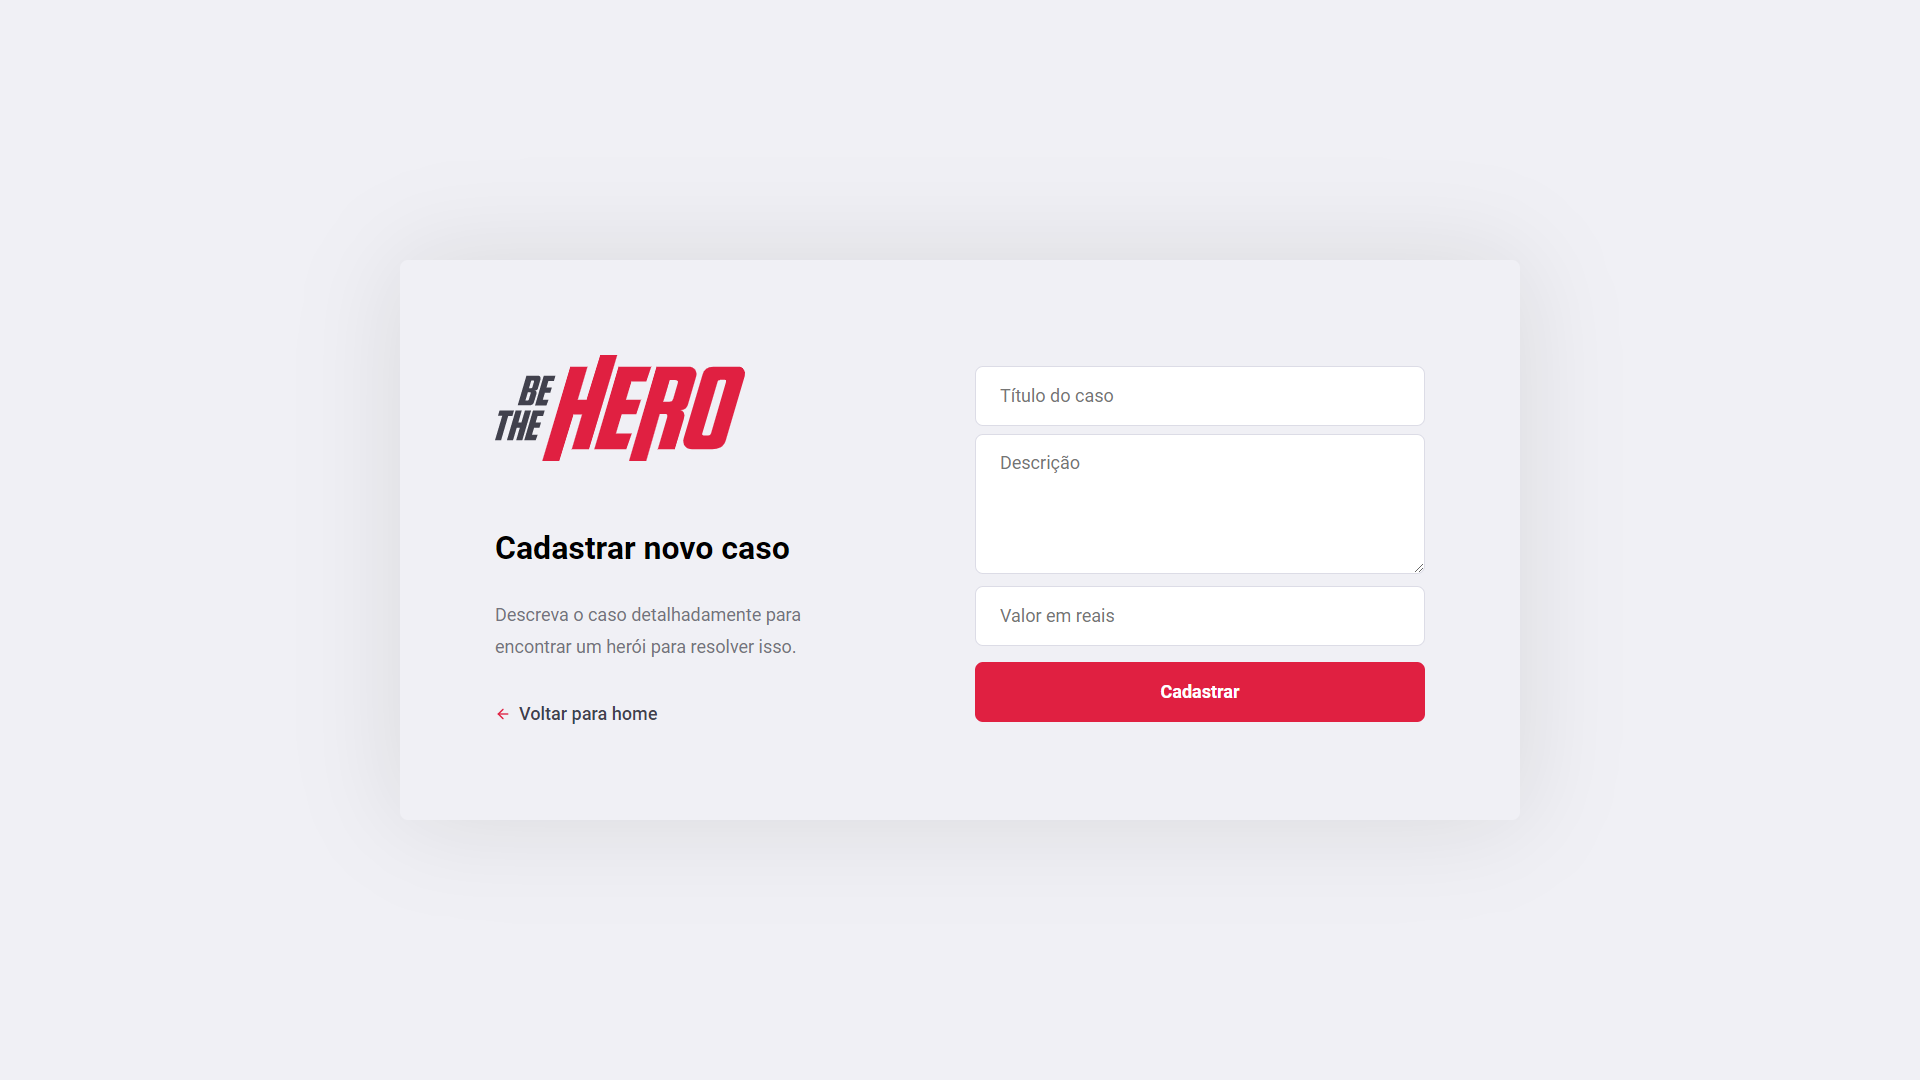 BE
THE
HERO
Cadastrar novo caso
Descreva o caso detalhadamente para
encontrar um herói para resolver isso.
Voltar para home
Título do caso
Descrição
Valor em reais
Cadastrar